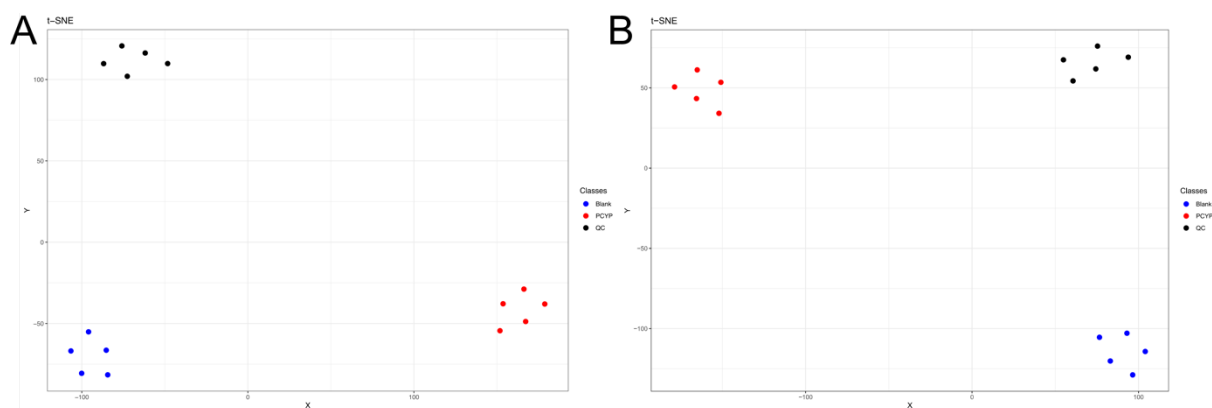 A
t-SNE
100
50
0
-50
Y
-100
0
100
X
Classes
Blank
PCYP
QC
B
t-SNE
50
0
-50
-100
Y
-100
0
100
X
Classes
Blank
PCYP
QC